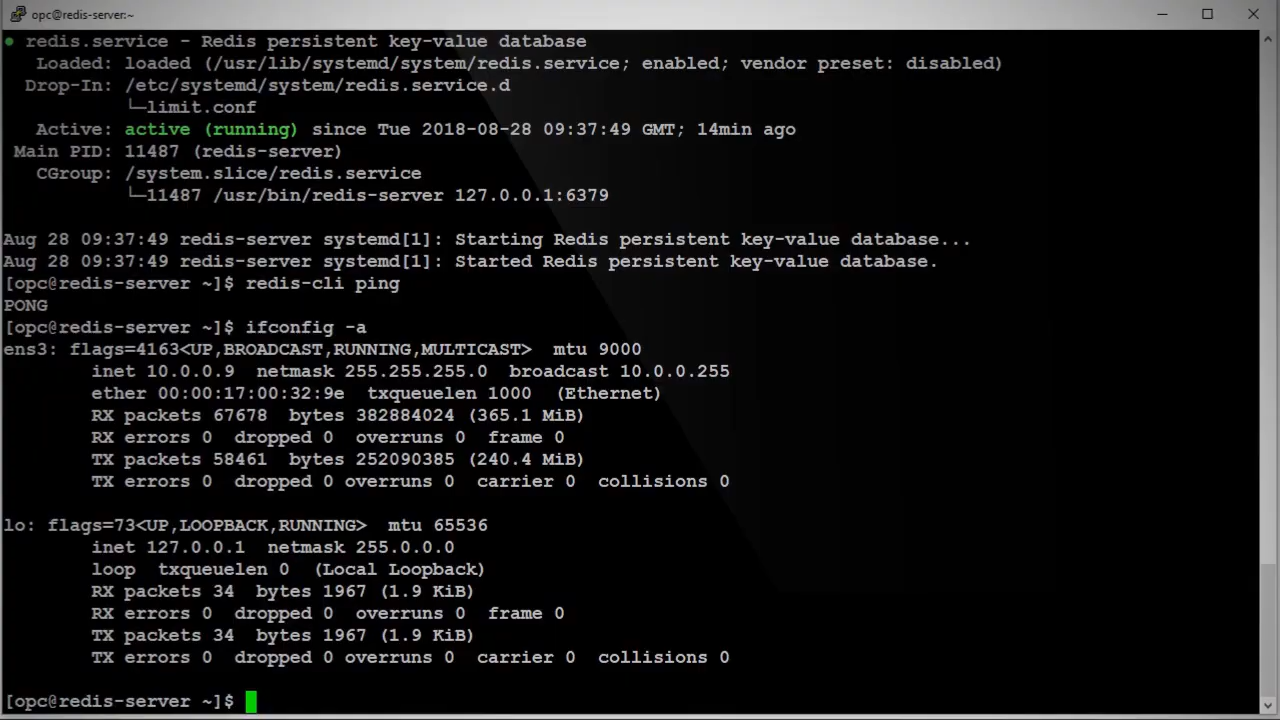 opc@redis-server:~
● redis.service - Redis persistent key-value database
Loaded: loaded (/usr/lib/systemd/system/redis.service; enabled; vendor preset: disabled)
Drop-In: /etc/systemd/system/redis.service.d
└─limit.conf
Active: active (running) since Tue 2018-08-28 09:37:49 GMT; 14min ago
Main PID: 11487 (redis-server)
CGroup: /system.slice/redis.service
└─11487 /usr/bin/redis-server 127.0.0.1:6379
Aug 28 09:37:49 redis-server systemd[1]: Starting Redis persistent key-value database...
Aug 28 09:37:49 redis-server systemd[1]: Started Redis persistent key-value database.
[opc@redis-server ~]$ redis-cli ping
PONG
[opc@redis-server ~]$ ifconfig -a
ens3: flags=4163<UP,BROADCAST,RUNNING,MULTICAST>  mtu 9000
inet 10.0.0.9  netmask 255.255.255.0  broadcast 10.0.0.255
ether 00:00:17:00:32:9e  txqueuelen 1000  (Ethernet)
RX packets 67678  bytes 382884024 (365.1 MiB)
RX errors 0  dropped 0  overruns 0  frame 0
TX packets 58461  bytes 252090385 (240.4 MiB)
TX errors 0  dropped 0 overruns 0  carrier 0  collisions 0
lo: flags=73<UP,LOOPBACK,RUNNING>  mtu 65536
inet 127.0.0.1  netmask 255.0.0.0
loop  txqueuelen 0  (Local Loopback)
RX packets 34  bytes 1967 (1.9 KiB)
RX errors 0  dropped 0  overruns 0  frame 0
TX packets 34  bytes 1967 (1.9 KiB)
TX errors 0  dropped 0 overruns 0  carrier 0  collisions 0
[opc@redis-server ~]$